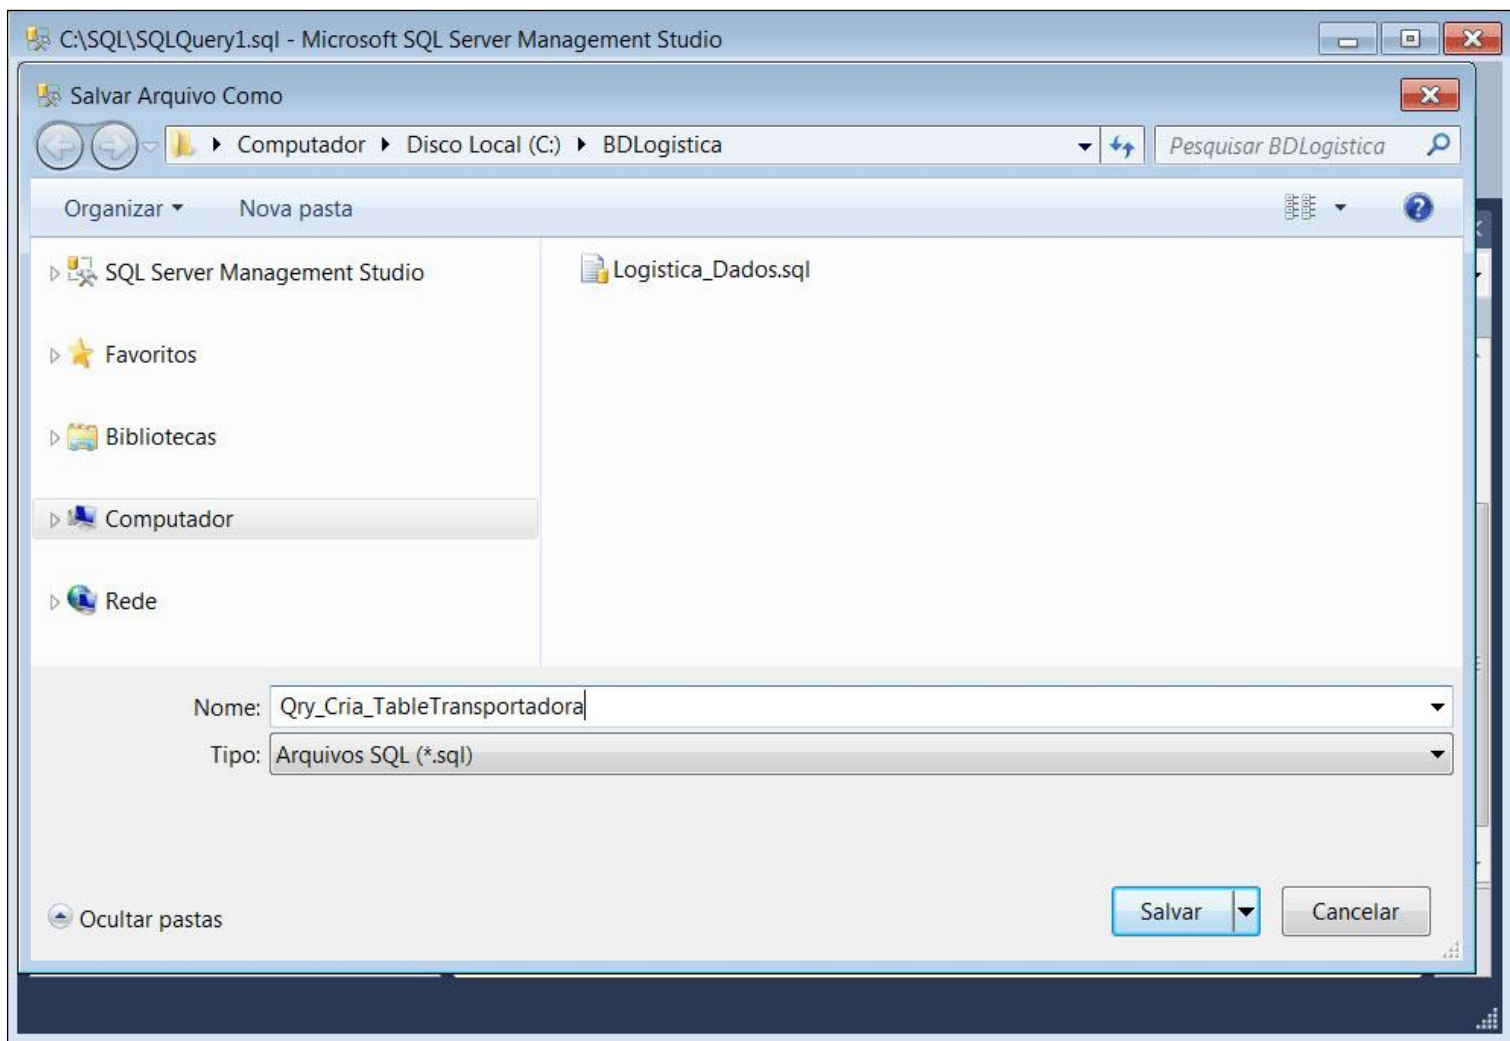 C:\SQL\SQLQuery1.sql - Microsoft SQL Server Management Studio
Salvar Arquivo Como
Computador Disco Local (C:) BDLogistica Pesquisar BDLogistica
Organizar Nova pasta
SQL Server Management Studio Logistica_Dados.sql
Favoritos
Bibliotecas
Computador
Rede
Nome: Qry_Cria_TableTransportadora
Tipo: Arquivos SQL (*.sql)
Ocultar pastas Salvar Cancelar